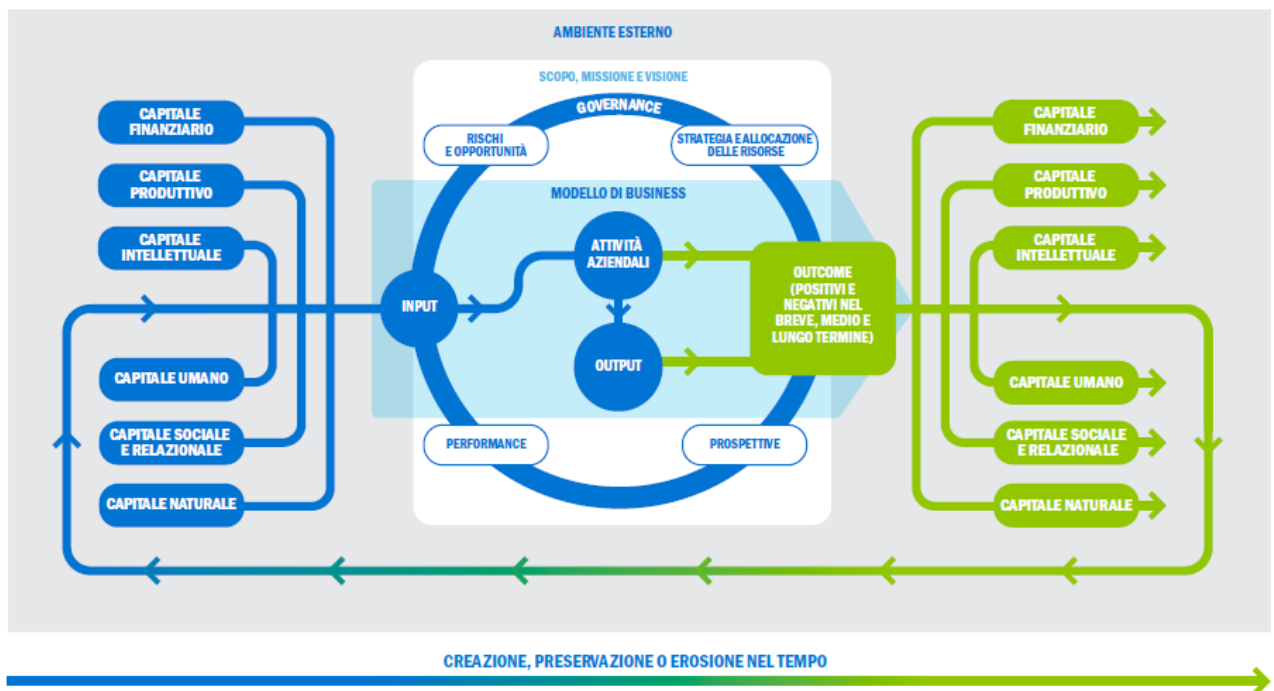 AMBIENTE ESTERNO
SCOPO, MISSIONE E VISIONE
GOVERNANCE
CAPITALE
FINANZIARIO
CAPITALE
PRODUTTIVO
CAPITALE
INTELLETTUALE
CAPITALE UMANO
CAPITALE SOCIALE
E RELAZIONALE
CAPITALE NATURALE
RISCHI
E OPPORTUNITÀ
STRATEGIA E ALLOCAZIONE
DELLE RISORSE
MODELLO DI BUSINESS
INPUT
ATTIVITÀ
AZIENDALI
OUTPUT
OUTCOME
(POSITIVI E
NEGATIVI NEL
BREVE, MEDIO E
LUNGO TERMINE)
PERFORMANCE
PROSPETTIVE
CAPITALE
FINANZIARIO
CAPITALE
PRODUTTIVO
CAPITALE
INTELLETTUALE
CAPITALE UMANO
CAPITALE SOCIALE
E RELAZIONALE
CAPITALE NATURALE
CREAZIONE, PRESERVAZIONE O EROSIONE NEL TEMPO